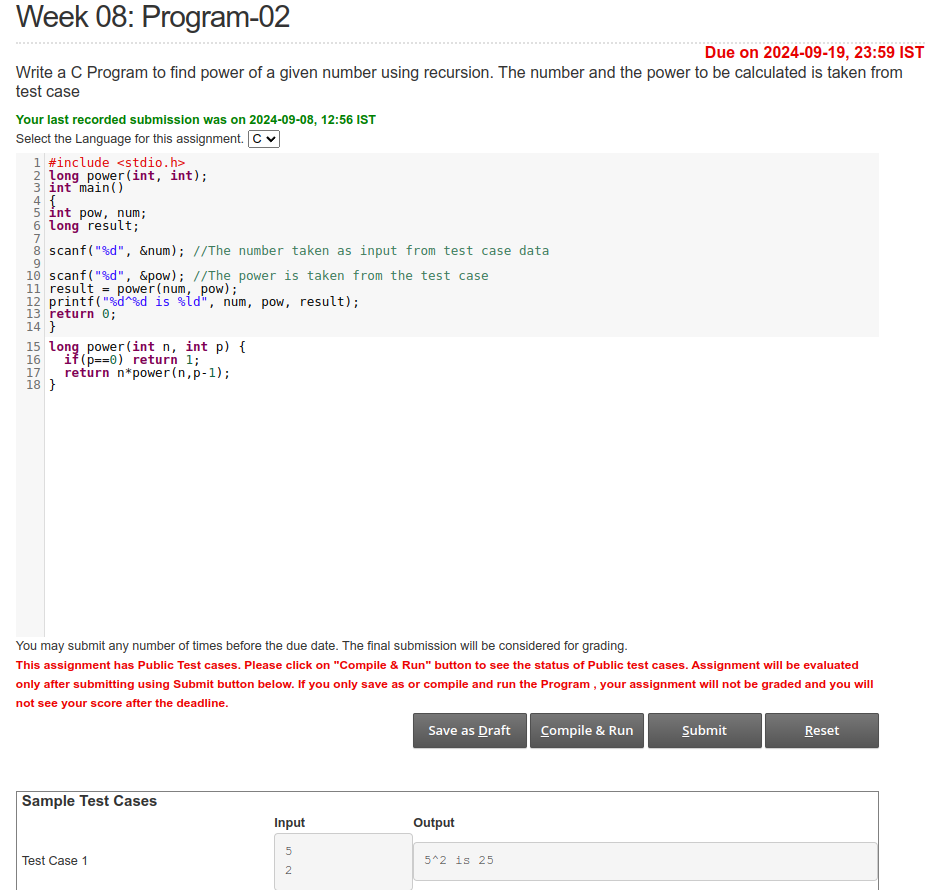 Week 08: Program-02
Due on 2024-09-19, 23:59 IST
Write a C Program to find power of a given number using recursion. The number and the power to be calculated is taken from
test case
Your last recorded submission was on 2024-09-08, 12:56 IST
Select the Language for this assignment. C
1 #include <stdio.h>
2 long power(int, int);
3 int main()
4 {
5 int pow, num;
6 long result;
7
8 scanf("%d", &num); //The number taken as input from test case data
9
10 scanf("%d", &pow); //The power is taken from the test case
11 result = power(num, pow);
12 printf("%d^%d is %ld", num, pow, result);
13 return 0;
14 }
15 long power(int n, int p) {
16   if(p==0) return 1;
17   return n*power(n,p-1);
18 }
You may submit any number of times before the due date. The final submission will be considered for grading.
This assignment has Public Test cases. Please click on "Compile & Run" button to see the status of Public test cases. Assignment will be evaluated
only after submitting using Submit button below. If you only save as or compile and run the Program , your assignment will not be graded and you will
not see your score after the deadline.
Save as Draft Compile & Run Submit Reset
Sample Test Cases
Input Output
Test Case 1
5
2
5^2 is 25